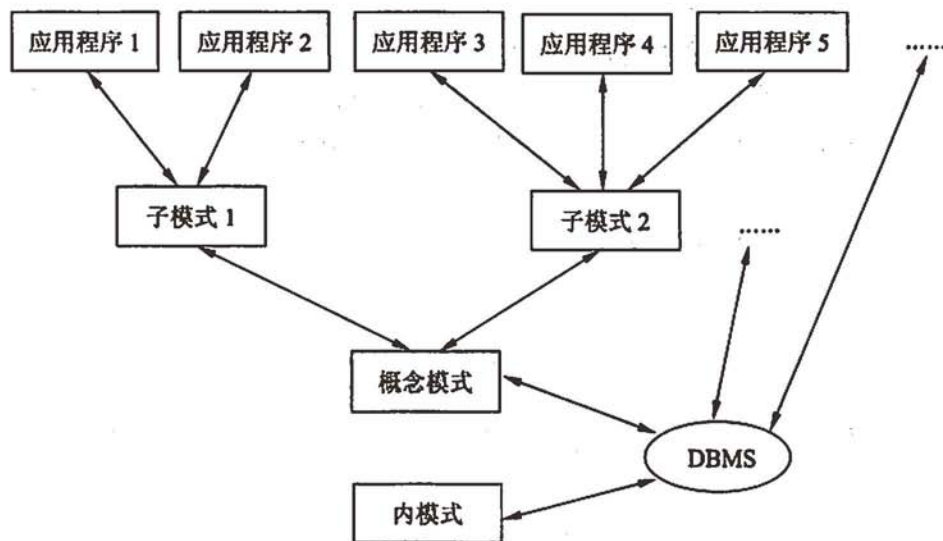 应用程序 1
应用程序 2
应用程序 3
应用程序 4
应用程序 5
……
子模式 1
子模式 2
……
概念模式
DBMS
内模式